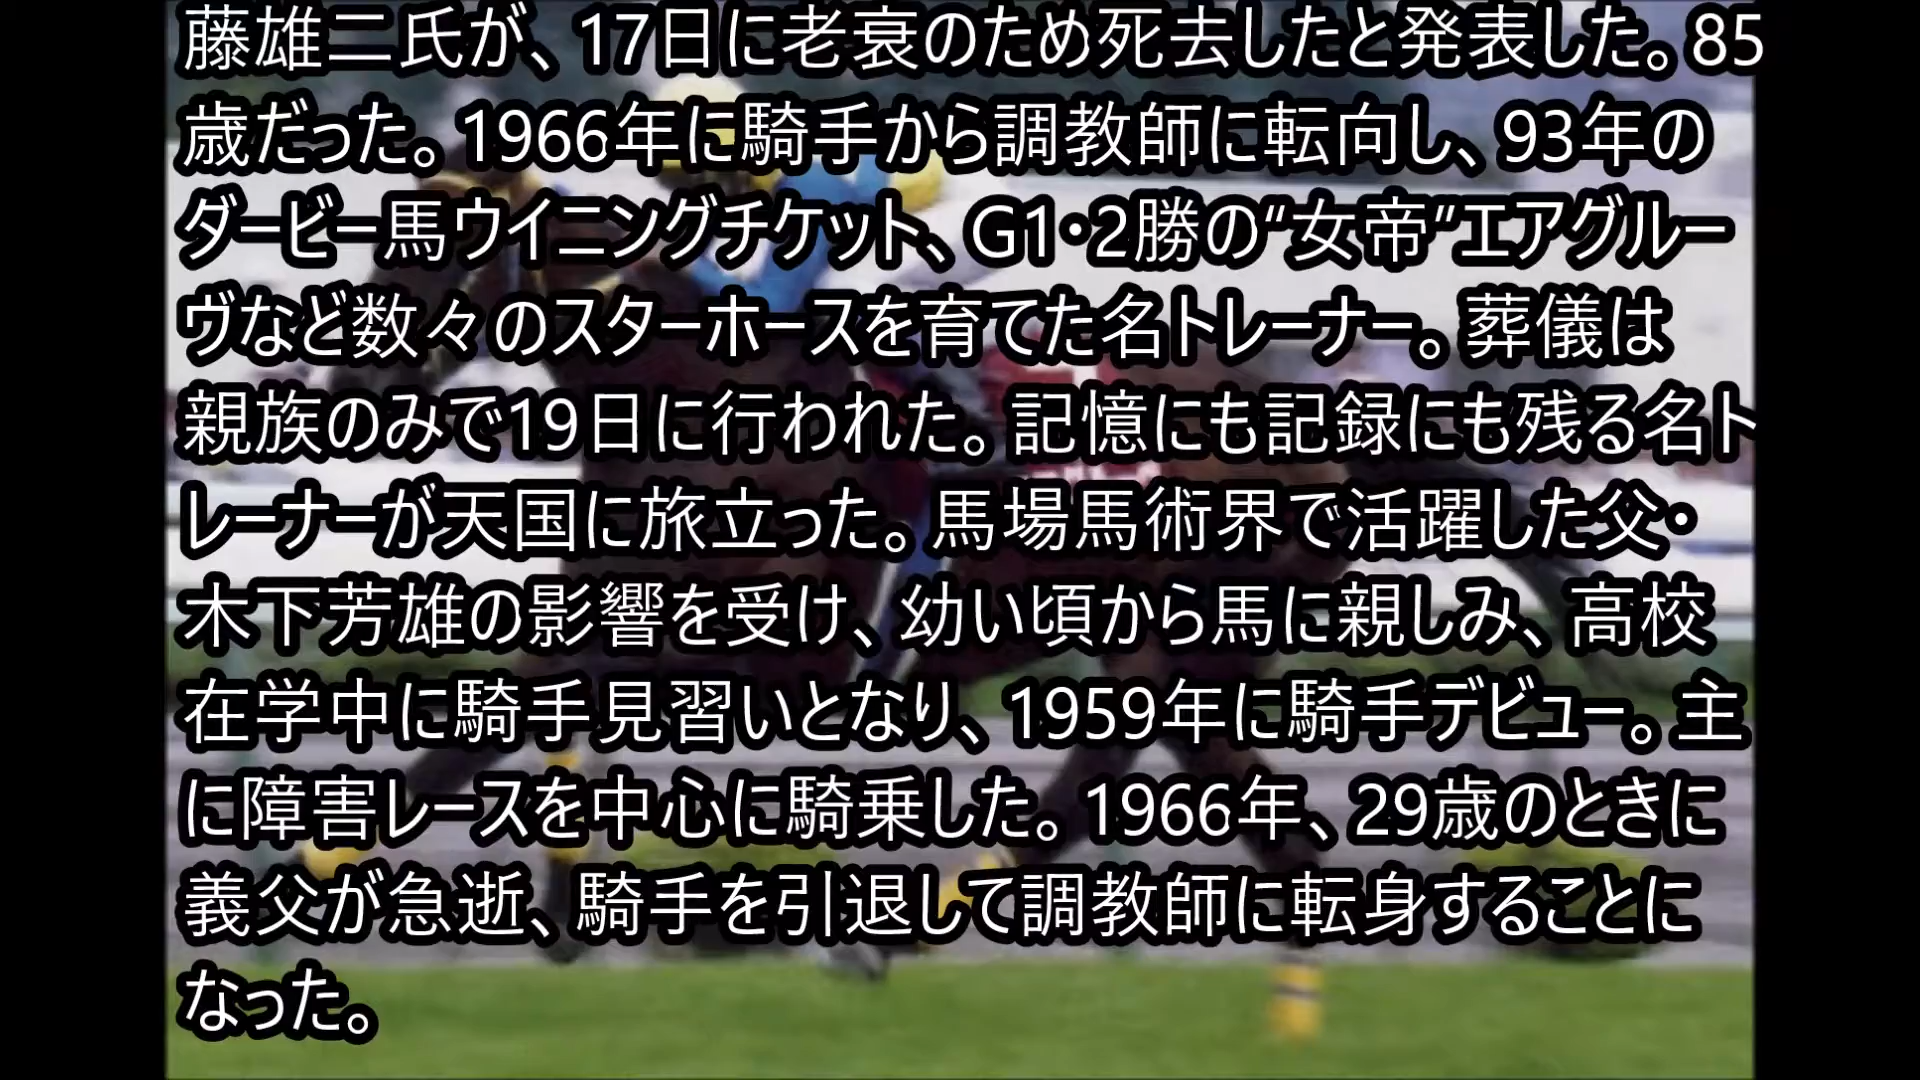 藤雄二氏が、17日に老衰のため死去したと発表した。85
歳だった。1966年に騎手から調教師に転向し、93年の
ダービー馬ウイニングチケット、G1・2勝の“女帝”エアグルー
ヴなど数々のスターホースを育てた名トレーナー。葬儀は
親族のみで19日に行われた。記憶にも記録にも残る名ト
レーナーが天国に旅立った。馬場馬術界で活躍した父・
木下芳雄の影響を受け、幼い頃から馬に親しみ、高校
在学中に騎手見習いとなり、1959年に騎手デビュー。主
に障害レースを中心に騎乗した。1966年、29歳のときに
義父が急逝、騎手を引退して調教師に転身することに
なった。